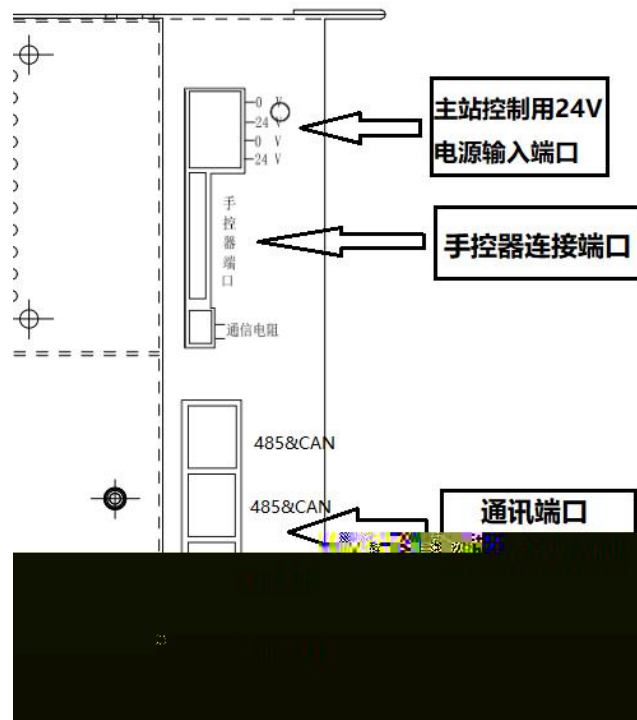 0 V
24 V
0 V
24 V
主站控制用24V
电源输入端口
手控器端口
手控器连接端口
通信电阻
485&CAN
485&CAN
通讯端口